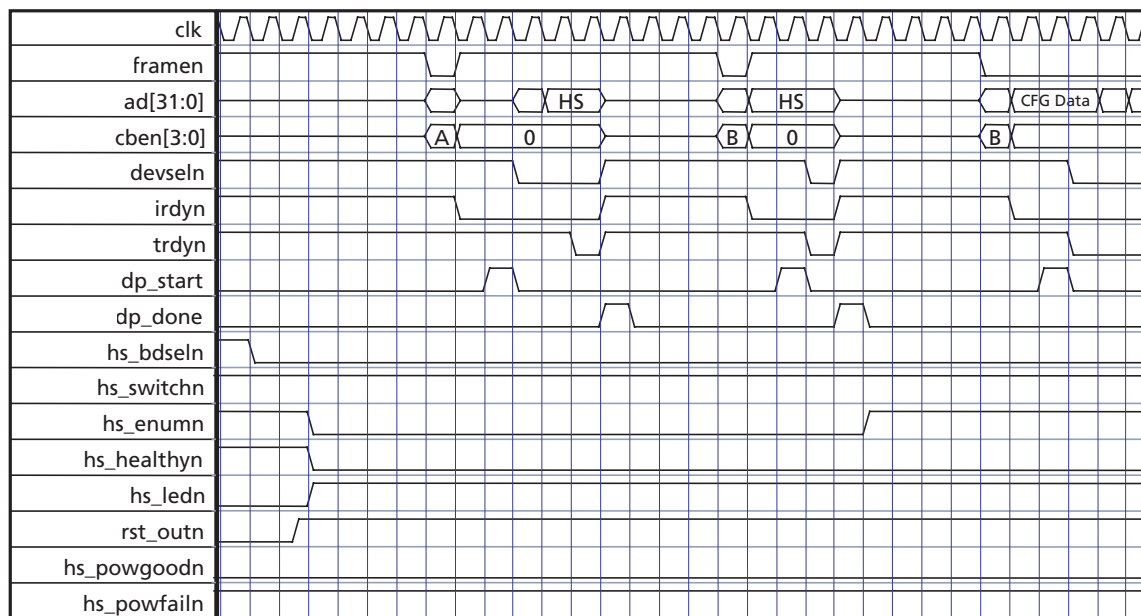 clk
framen
ad[31:0] HS HS CFG Data
cben[3:0] A 0 B 0 B
devseln
irdyn
trdyn
dp_start
dp_done
hs_bdseln
hs_switchn
hs_enumn
hs_healthyn
hs_ledn
rst_outn
hs_powgoodn
hs_powfailn